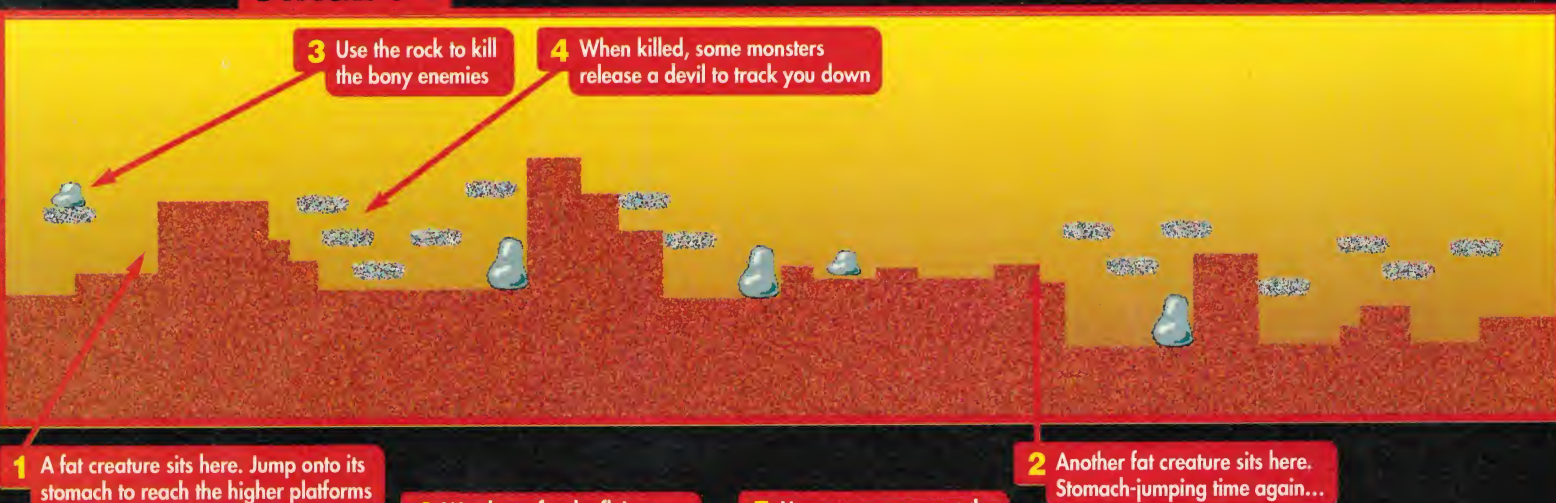 3 Use the rock to kill
the bony enemies
4 When killed, some monsters
release a devil to track you down
1 A fat creature sits here. Jump onto its
stomach to reach the higher platforms
2 Another fat creature sits here.
Stomach-jumping time again...